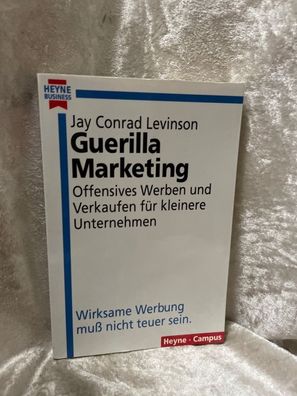 HEYNE
BUSINESS
Jay Conrad Levinson
Guerilla
Marketing
Offensives Werben und
Verkaufen für kleinere
Unternehmen
Wirksame Werbung
muß nicht teuer sein.
Heyne · Campus